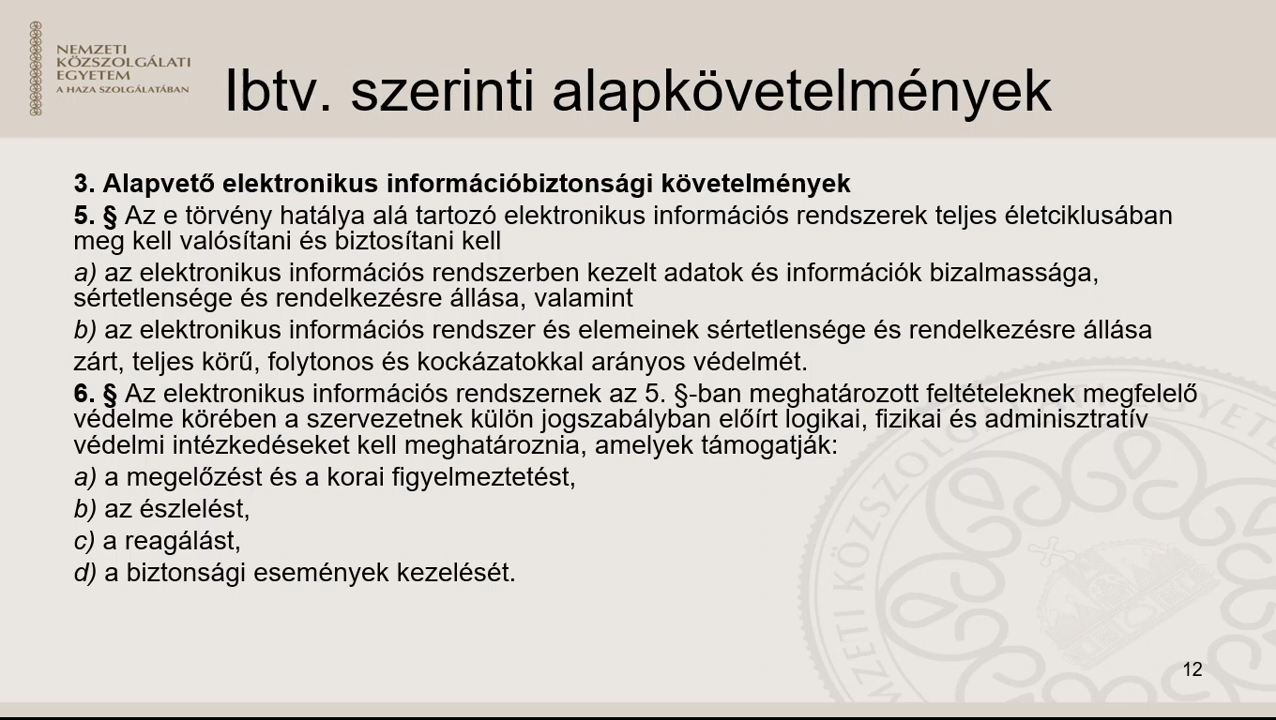 NEMZETI
KÖZSZOLGÁLATI
EGYETEM
A HAZA SZOLGÁLATÁBAN
Ibtv. szerinti alapkövetelmények
3. Alapvető elektronikus információbiztonsági követelmények
5. § Az e törvény hatálya alá tartozó elektronikus információs rendszerek teljes életciklusában
meg kell valósítani és biztosítani kell
a) az elektronikus információs rendszerben kezelt adatok és információk bizalmassága,
sértetlensége és rendelkezésre állása, valamint
b) az elektronikus információs rendszer és elemeinek sértetlensége és rendelkezésre állása
zárt, teljes körű, folytonos és kockázatokkal arányos védelmét.
6. § Az elektronikus információs rendszernek az 5. §-ban meghatározott feltételeknek megfelelő
védelme körében a szervezetnek külön jogszabályban előírt logikai, fizikai és adminisztratív
védelmi intézkedéseket kell meghatároznia, amelyek támogatják:
a) a megelőzést és a korai figyelmeztetést,
b) az észlelést,
c) a reagálást,
d) a biztonsági események kezelését.
12